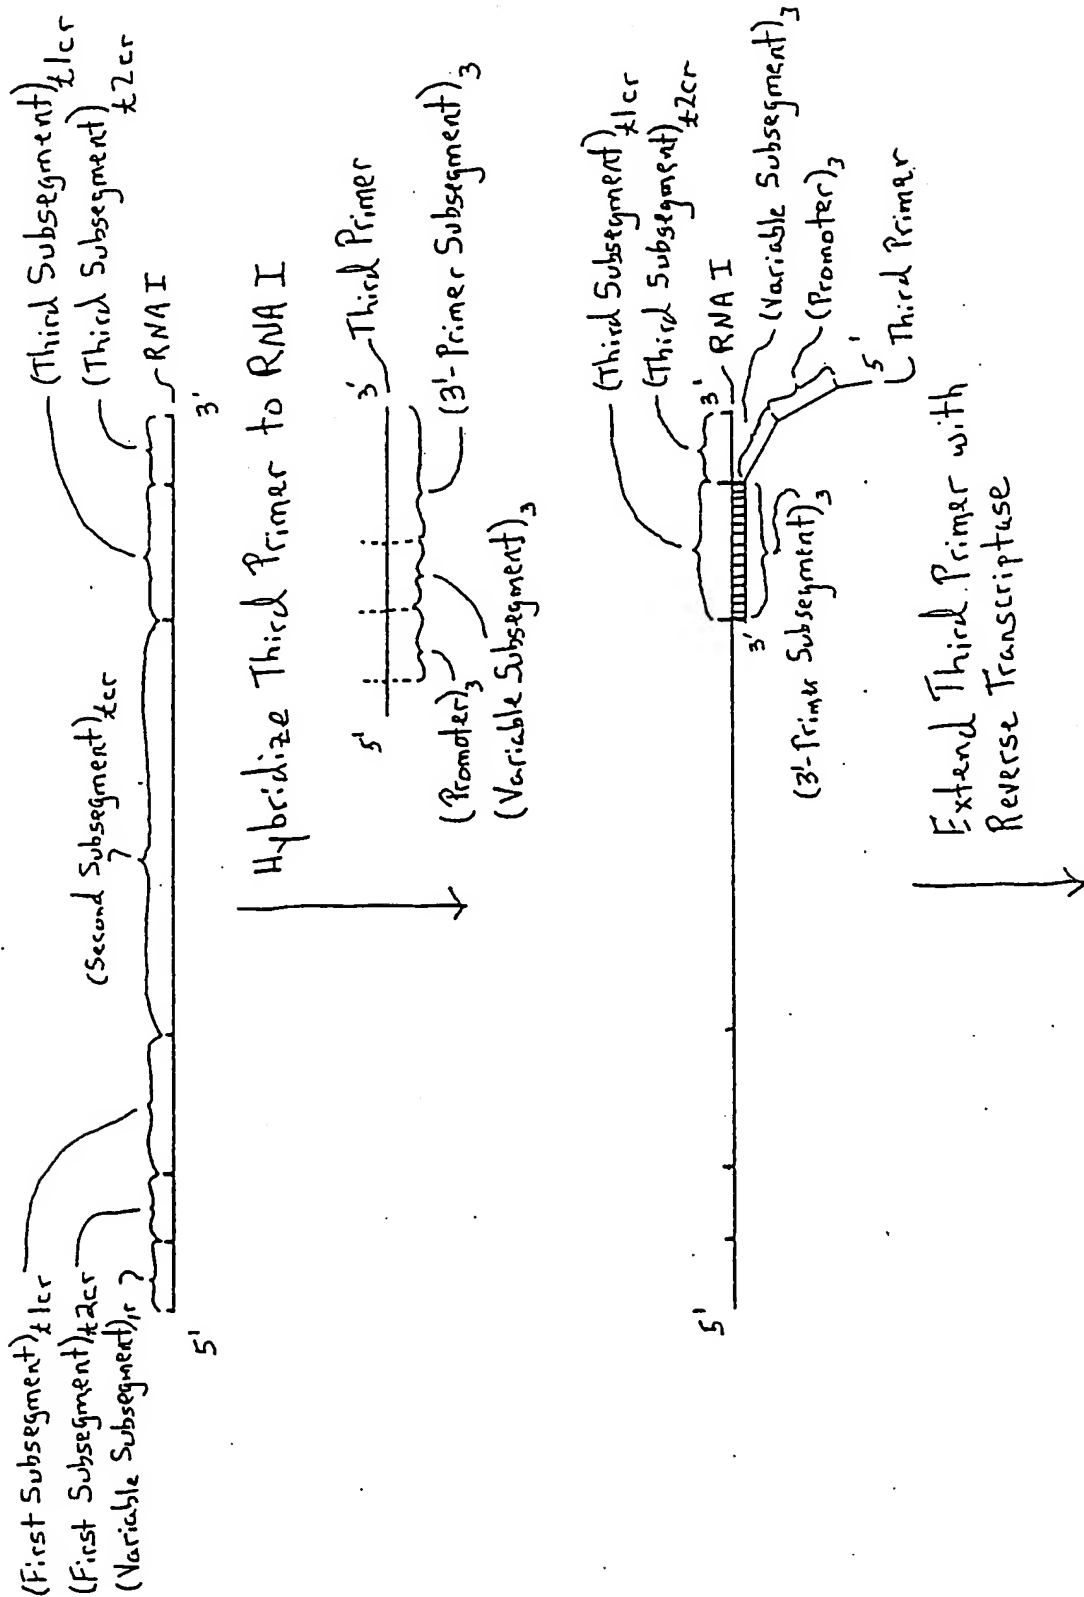 (First Subsegment)t1cr
(First Subsegment)t2cr
(Variable Subsegment)1r
(Second Subsegment)tcr
(Third Subsegment)t1cr
(Third Subsegment)t2cr
RNA I
5'
3'
Hybridize Third Primer to RNA I
5'
3'
Third Primer
(Promoter)3
(Variable Subsegment)3
(3'-Primer Subsegment)3
(Third Subsegment)t1cr
(Third Subsegment)t2cr
5'
3'
RNA I
(Variable Subsegment)3
(Promoter)3
3'
5'
Third Primer
(3'-Primer Subsegment)3
Extend Third Primer with
Reverse Transcriptase